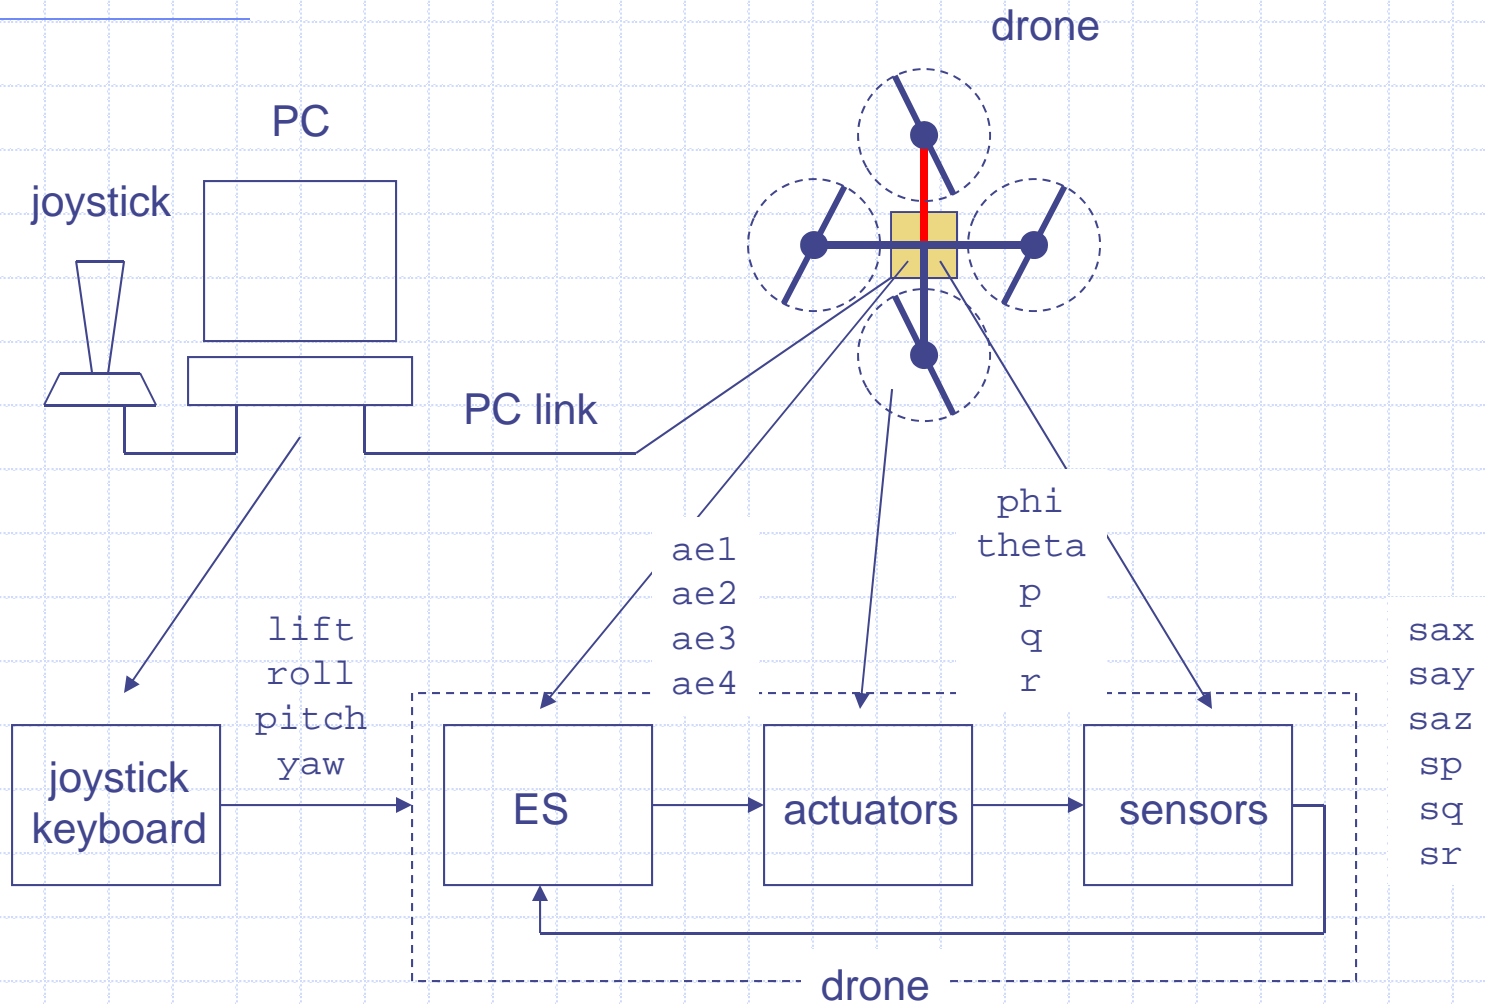 drone
PC
joystick
PC link
phi
theta
p
q
r
ae1
ae2
ae3
ae4
lift
roll
pitch
yaw
sax
say
saz
sp
sq
sr
joystick
keyboard
ES
actuators
sensors
drone